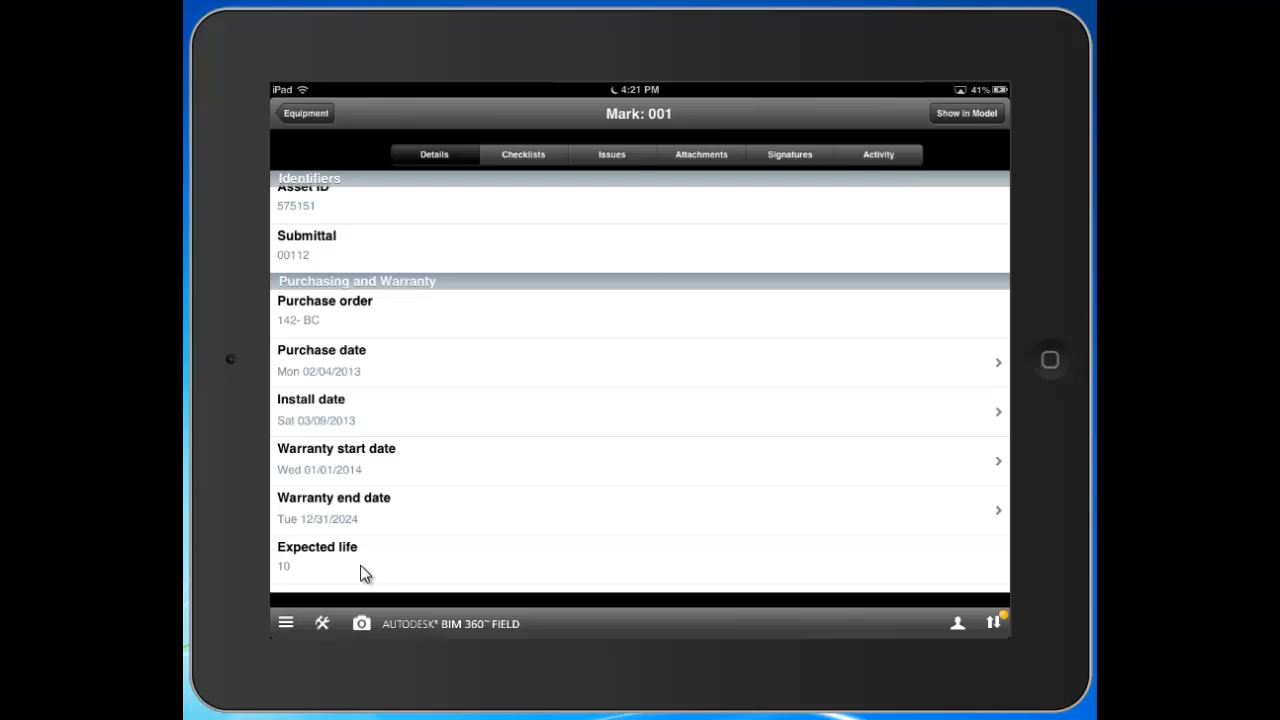 iPad 4:21 PM 41%
Equipment Mark: 001 Show in Model
Details Checklists Issues Attachments Signatures Activity
Identifiers
Asset ID
575151
Submittal
00112
Purchasing and Warranty
Purchase order
142- BC
Purchase date
Mon 02/04/2013
Install date
Sat 03/09/2013
Warranty start date
Wed 01/01/2014
Warranty end date
Tue 12/31/2024
Expected life
10
AUTODESK® BIM 360™ FIELD